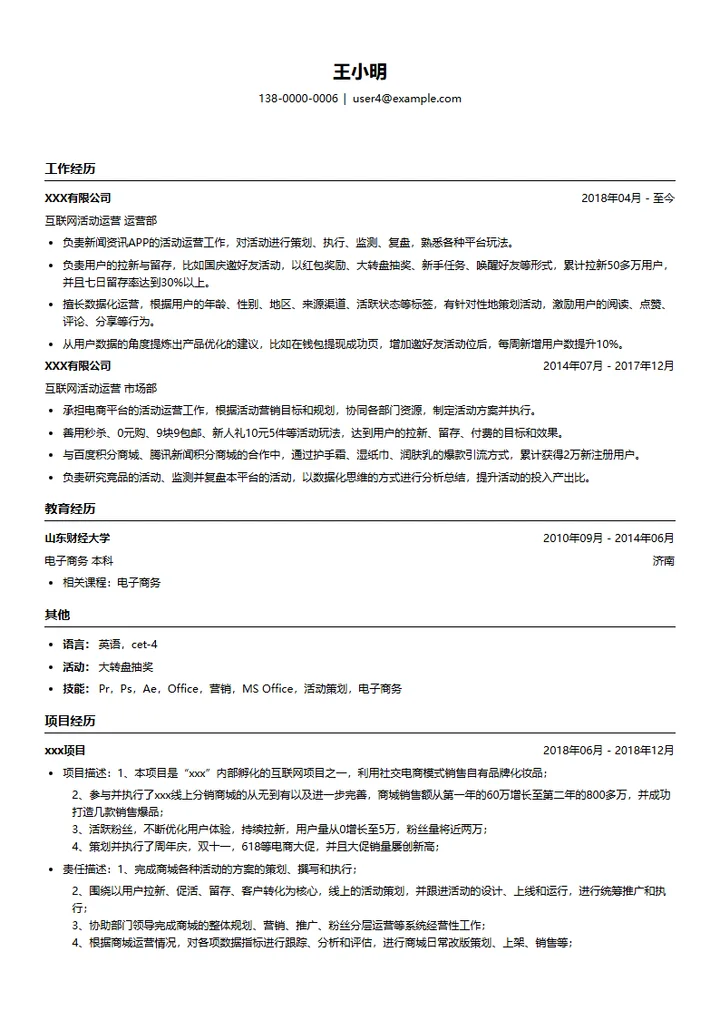 王小明
138-0000-0006 | user4@example.com
工作经历
XXX有限公司 2018年04月 - 至今
互联网活动运营 运营部
• 负责新闻资讯APP的活动运营工作，对活动进行策划、执行、监测、复盘，熟悉各种平台玩法。
• 负责用户的拉新与留存，比如国庆邀好友活动，以红包奖励、大转盘抽奖、新手任务、唤醒好友等形式，累计拉新50多万用户，
并且七日留存率达到30%以上。
• 擅长数据化运营，根据用户的年龄、性别、地区、来源渠道、活跃状态等标签，有针对性地策划活动，激励用户的阅读、点赞、
评论、分享等行为。
• 从用户数据的角度提炼出产品优化的建议，比如在钱包提现成功页，增加邀好友活动位后，每周新增用户数提升10%。
XXX有限公司 2014年07月 - 2017年12月
互联网活动运营 市场部
• 承担电商平台的活动运营工作，根据活动营销目标和规划，协同各部门资源，制定活动方案并执行。
• 善用秒杀、0元购、9块9包邮、新人礼10元5件等活动玩法，达到用户的拉新、留存、付费的目标和效果。
• 与百度积分商城、腾讯新闻积分商城的合作中，通过护手霜、湿纸巾、润肤乳的爆款引流方式，累计获得2万新注册用户。
• 负责研究竞品的活动、监测并复盘本平台的活动，以数据化思维的方式进行分析总结，提升活动的投入产出比。
教育经历
山东财经大学 2010年09月 - 2014年06月
电子商务 本科 济南
• 相关课程：电子商务
其他
• 语言： 英语，cet-4
• 活动： 大转盘抽奖
• 技能： Pr，Ps，Ae，Office，营销，MS Office，活动策划，电子商务
项目经历
xxx项目 2018年06月 - 2018年12月
• 项目描述：1、本项目是“xxx”内部孵化的互联网项目之一，利用社交电商模式销售自有品牌化妆品；
2、参与并执行了xxx线上分销商城的从无到有以及进一步完善，商城销售额从第一年的60万增长至第二年的800多万，并成功
打造几款销售爆品；
3、活跃粉丝，不断优化用户体验，持续拉新，用户量从0增长至5万，粉丝量将近两万；
4、策划并执行了周年庆，双十一，618等电商大促，并且大促销量屡创新高；
• 责任描述：1、完成商城各种活动的方案的策划、撰写和执行；
2、围绕以用户拉新、促活、留存、客户转化为核心，线上的活动策划，并跟进活动的设计、上线和运行，进行统筹推广和执
行；
3、协助部门领导完成商城的整体规划、营销、推广、粉丝分层运营等系统经营性工作；
4、根据商城运营情况，对各项数据指标进行跟踪、分析和评估，进行商城日常改版策划、上架、销售等；